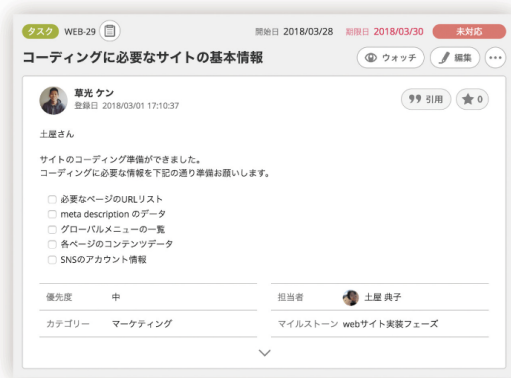 タスク WEB-29 開始日 2018/03/28 期限日 2018/03/30 未対応
コーディングに必要なサイトの基本情報 ウォッチ 編集
草光 ケン
登録日 2018/03/01 17:10:37 引用 0
土屋さん
サイトのコーディング準備ができました。
コーディングに必要な情報を下記の通り準備お願いします。
必要なページのURLリスト
meta description のデータ
グローバルメニューの一覧
各ページのコンテンツデータ
SNSのアカウント情報
優先度 中 担当者 土屋 典子
カテゴリー マーケティング マイルストーン webサイト実装フェーズ